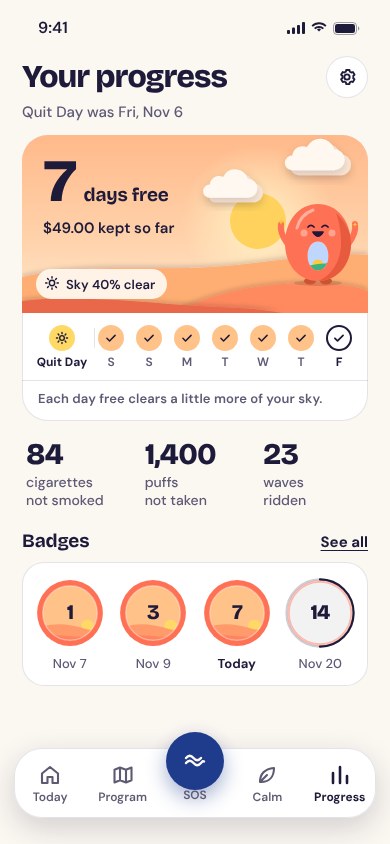 9:41
Your progress
Quit Day was Fri, Nov 6
7 days free
$49.00 kept so far
Sky 40% clear
Quit Day S S M T W T F
Each day free clears a little more of your sky.
84 1,400 23
cigarettes puffs waves
not smoked not taken ridden
Badges See all
1 3 7 14
Nov 7 Nov 9 Today Nov 20
Today Program SOS Calm Progress